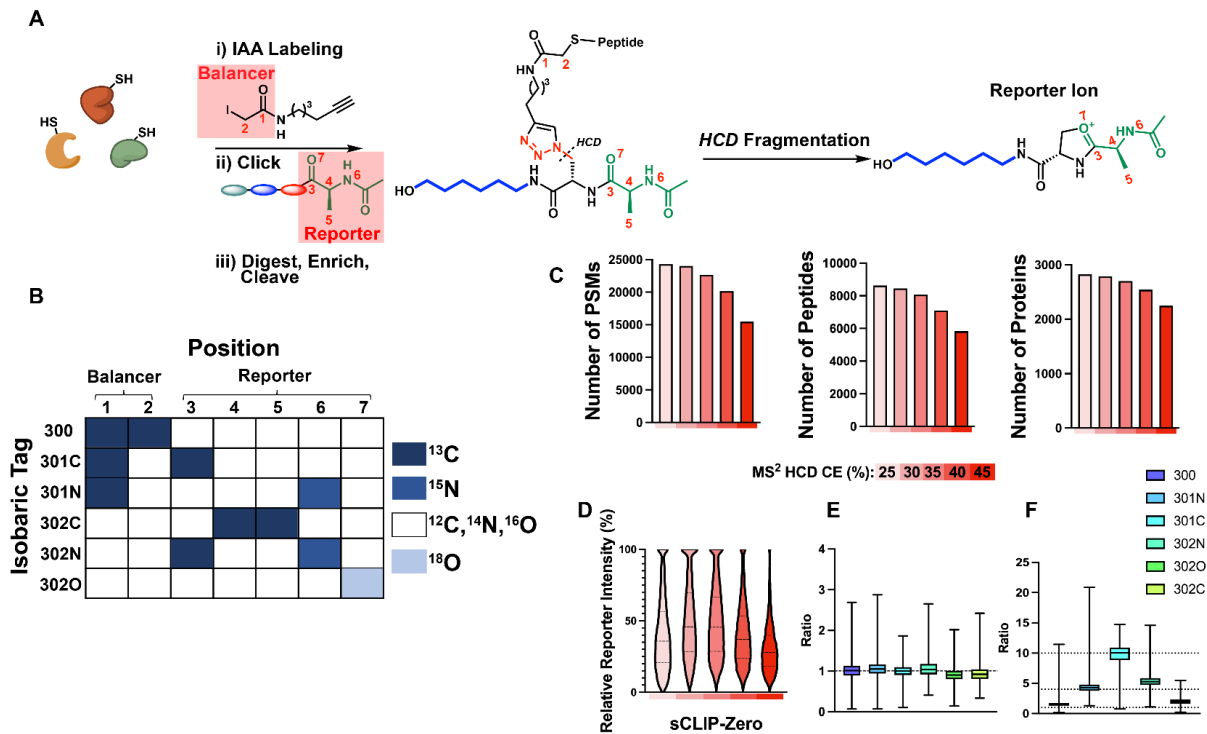 A
i) IAA Labeling
Balancer
SH
HS
SH
I
2
O
1
N
H
( )3
ii) Click
O
7
3
4
H
N
6
5
O
Reporter
iii) Digest, Enrich,
Cleave
O
S
Peptide
1
2
HN
( )3
N
N
N
HCD
HO
H
N
O
N
H
O
7
3
4
H
N
6
5
O
HCD Fragmentation
Reporter Ion
HO
H
N
O
7
O+
N
H
3
4
HN
6
5
O
B
Position
Balancer
Reporter
1 2 3 4 5 6 7
Isobaric Tag
300
301C
301N
302C
302N
302O
13C
15N
12C,14N,16O
18O
C
Number of PSMs
25000
20000
15000
10000
5000
0
Number of Peptides
10000
8000
6000
4000
2000
0
Number of Proteins
3000
2000
1000
0
MS2 HCD CE (%): 25 30 35 40 45
D
Relative Reporter Intensity (%)
100
50
0
sCLIP-Zero
E
Ratio
4
3
2
1
0
F
Ratio
25
20
15
10
5
0
300
301N
301C
302N
302O
302C